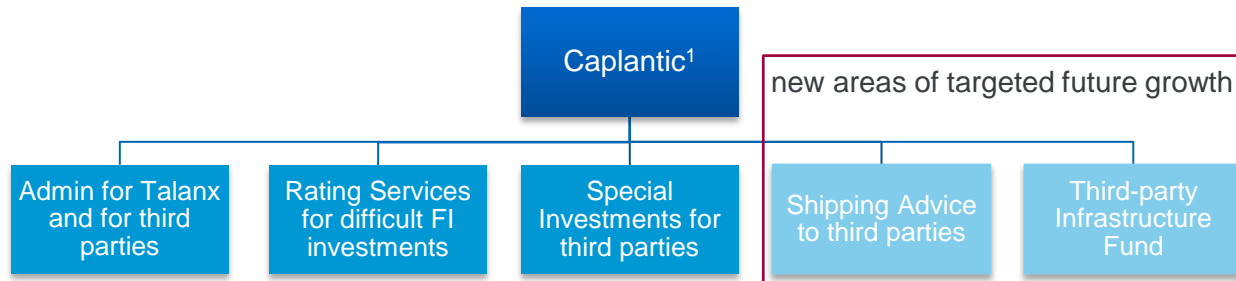 Caplantic¹
new areas of targeted future growth
Admin for Talanx
and for third
parties
Rating Services
for difficult FI
investments
Special
Investments for
third parties
Shipping Advice
to third parties
Third-party
Infrastructure
Fund